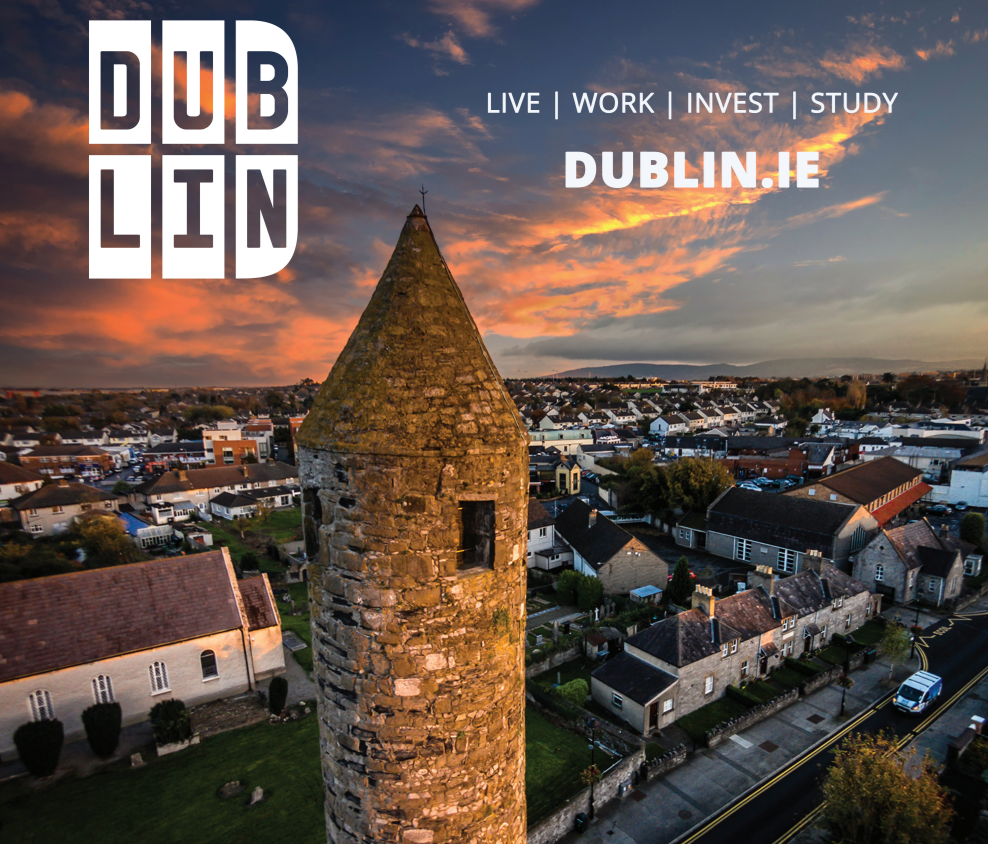 DUB
LIN
LIVE | WORK | INVEST | STUDY
DUBLIN.IE